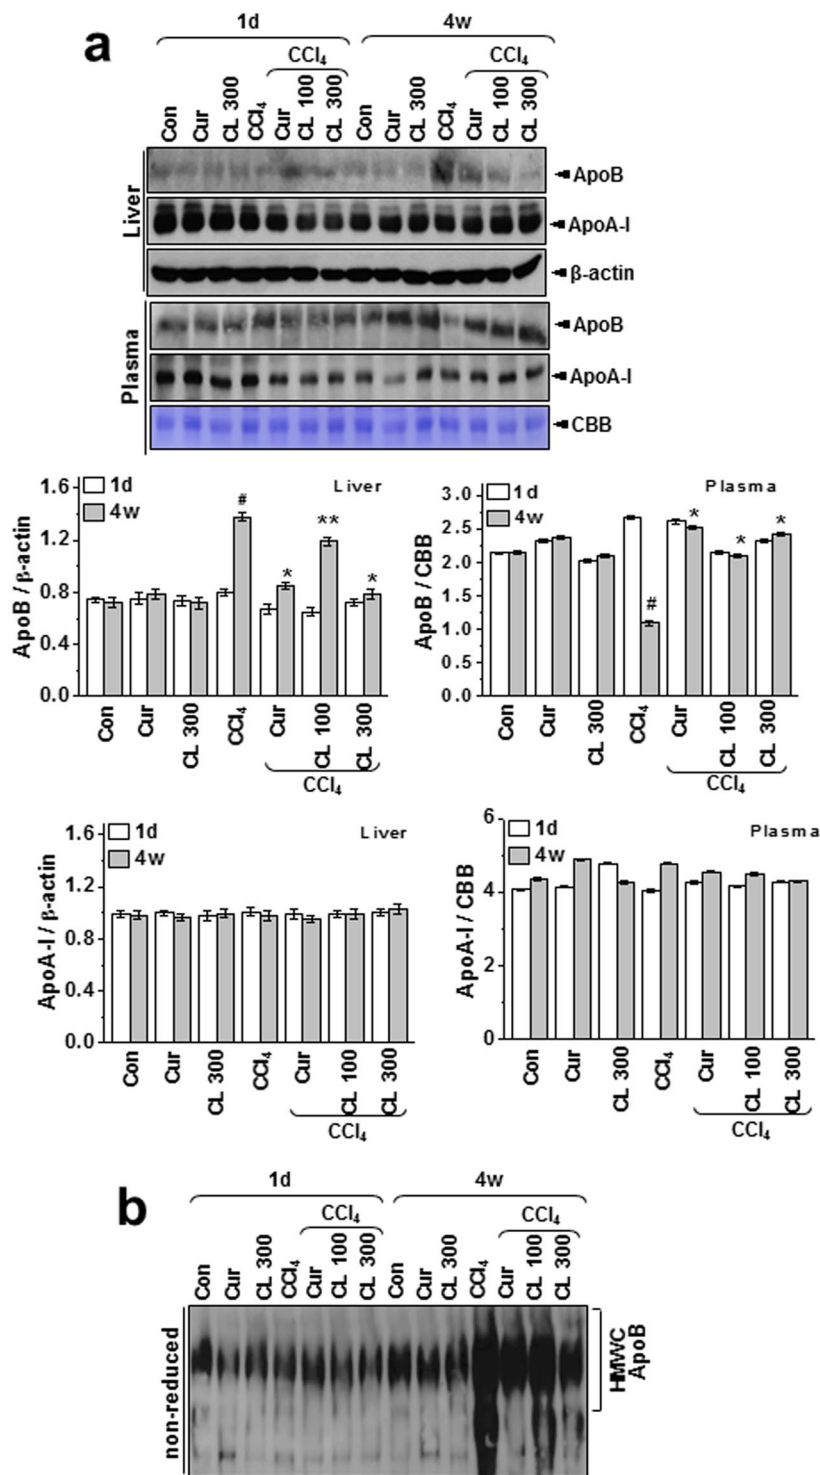 a
1d 4w
CCl₄ CCl₄
Con Cur CL 300 CCl₄ Cur CL 100 CL 300 Con Cur CL 300 CCl₄ Cur CL 100 CL 300
Liver
ApoB
ApoA-I
β-actin
Plasma
ApoB
ApoA-I
CBB
ApoB / β-actin
1.6
1.2
0.8
0.4
0.0
1d
4w
Liver
#
*
**
*
Con Cur CL 300 CCl₄ Cur CL 100 CL 300
CCl₄
ApoB / CBB
3.0
2.5
2.0
1.5
1.0
0.5
0.0
1d
4w
Plasma
#
*
*
*
Con Cur CL 300 CCl₄ Cur CL 100 CL 300
CCl₄
ApoA-I / β-actin
1.6
1.2
0.8
0.4
0.0
1d
4w
Liver
Con Cur CL 300 CCl₄ Cur CL 100 CL 300
CCl₄
ApoA-I / CBB
6
4
2
0
1d
4w
Plasma
Con Cur CL 300 CCl₄ Cur CL 100 CL 300
CCl₄
b
1d 4w
CCl₄ CCl₄
Con Cur CL 300 CCl₄ Cur CL 100 CL 300 Con Cur CL 300 CCl₄ Cur CL 100 CL 300
non-reduced
HMWC
ApoB